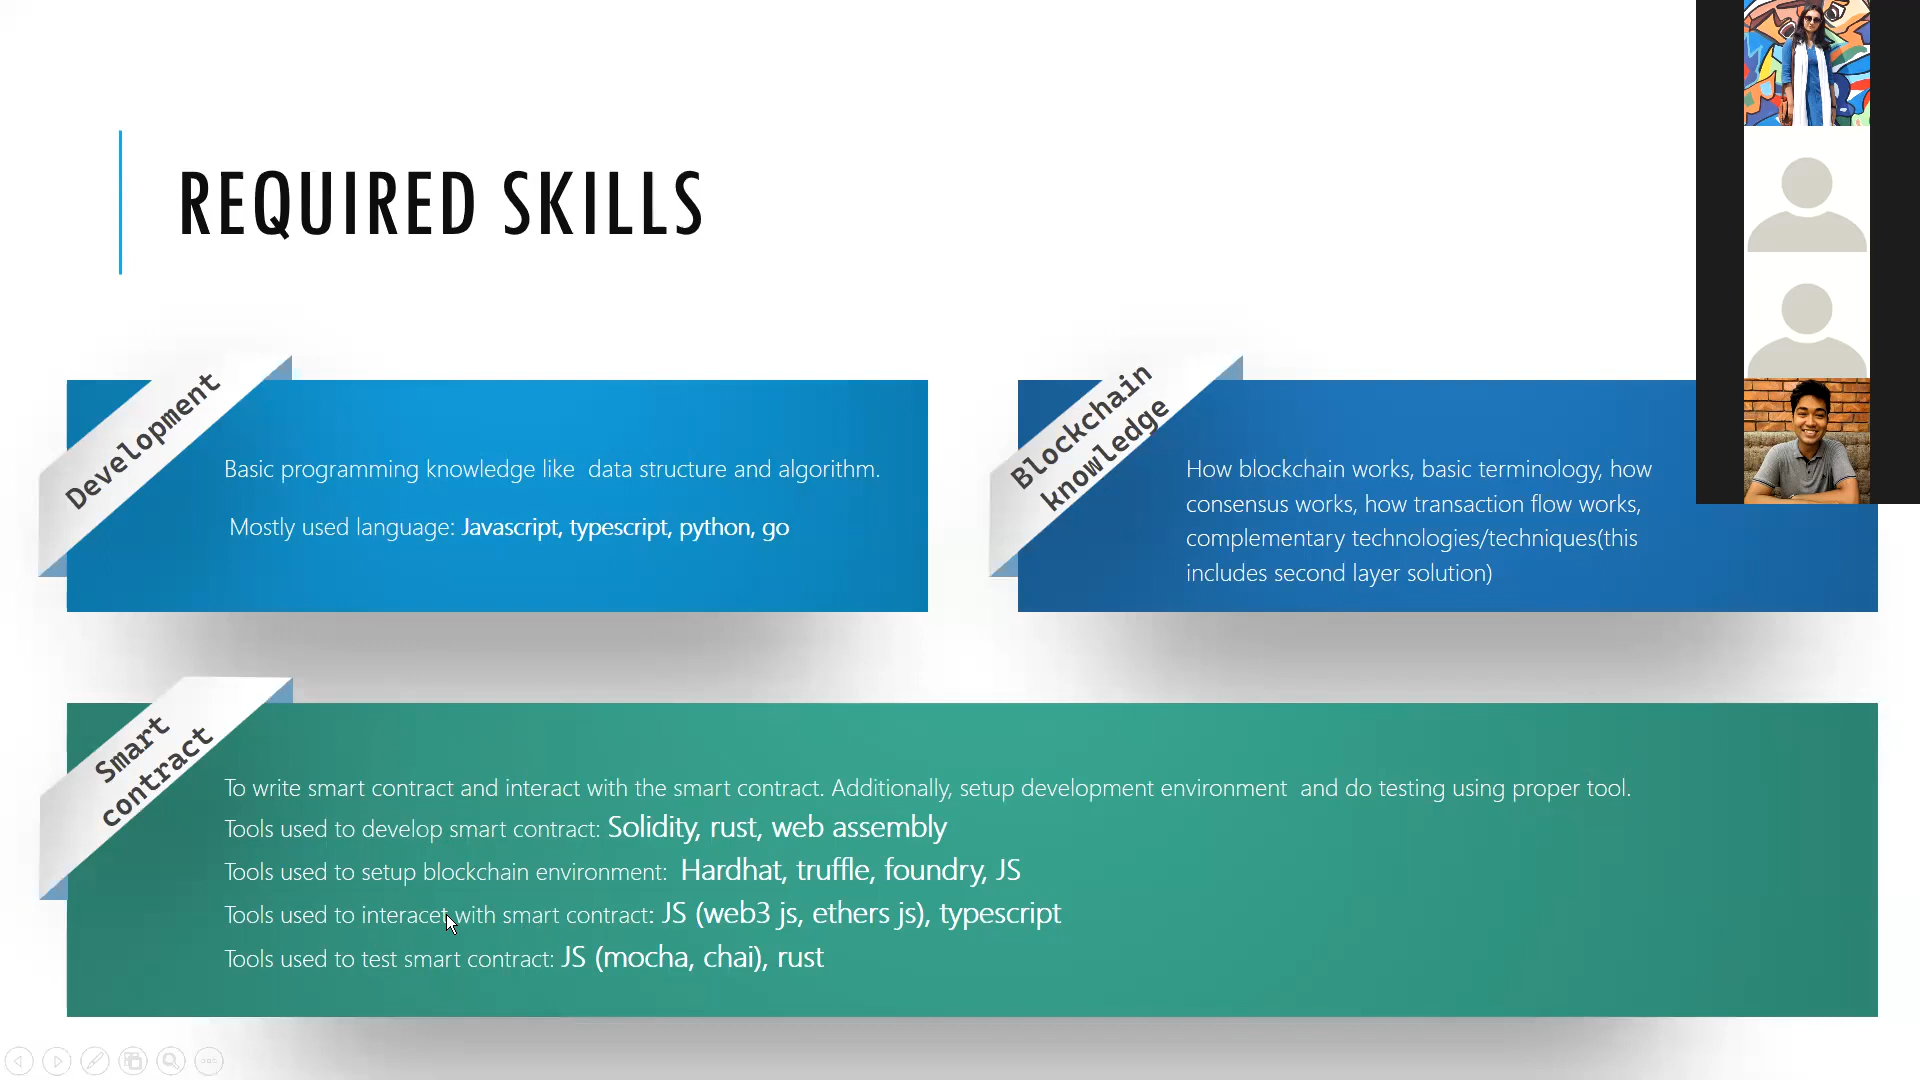 REQUIRED SKILLS
Development
Basic programming knowledge like  data structure and algorithm.
Mostly used language: Javascript, typescript, python, go
Blockchain
knowledge
How blockchain works, basic terminology, how
consensus works, how transaction flow works,
complementary technologies/techniques(this
includes second layer solution)
Smart
contract
To write smart contract and interact with the smart contract. Additionally, setup development environment  and do testing using proper tool.
Tools used to develop smart contract: Solidity, rust, web assembly
Tools used to setup blockchain environment:  Hardhat, truffle, foundry, JS
Tools used to interacet with smart contract: JS (web3 js, ethers js), typescript
Tools used to test smart contract: JS (mocha, chai), rust